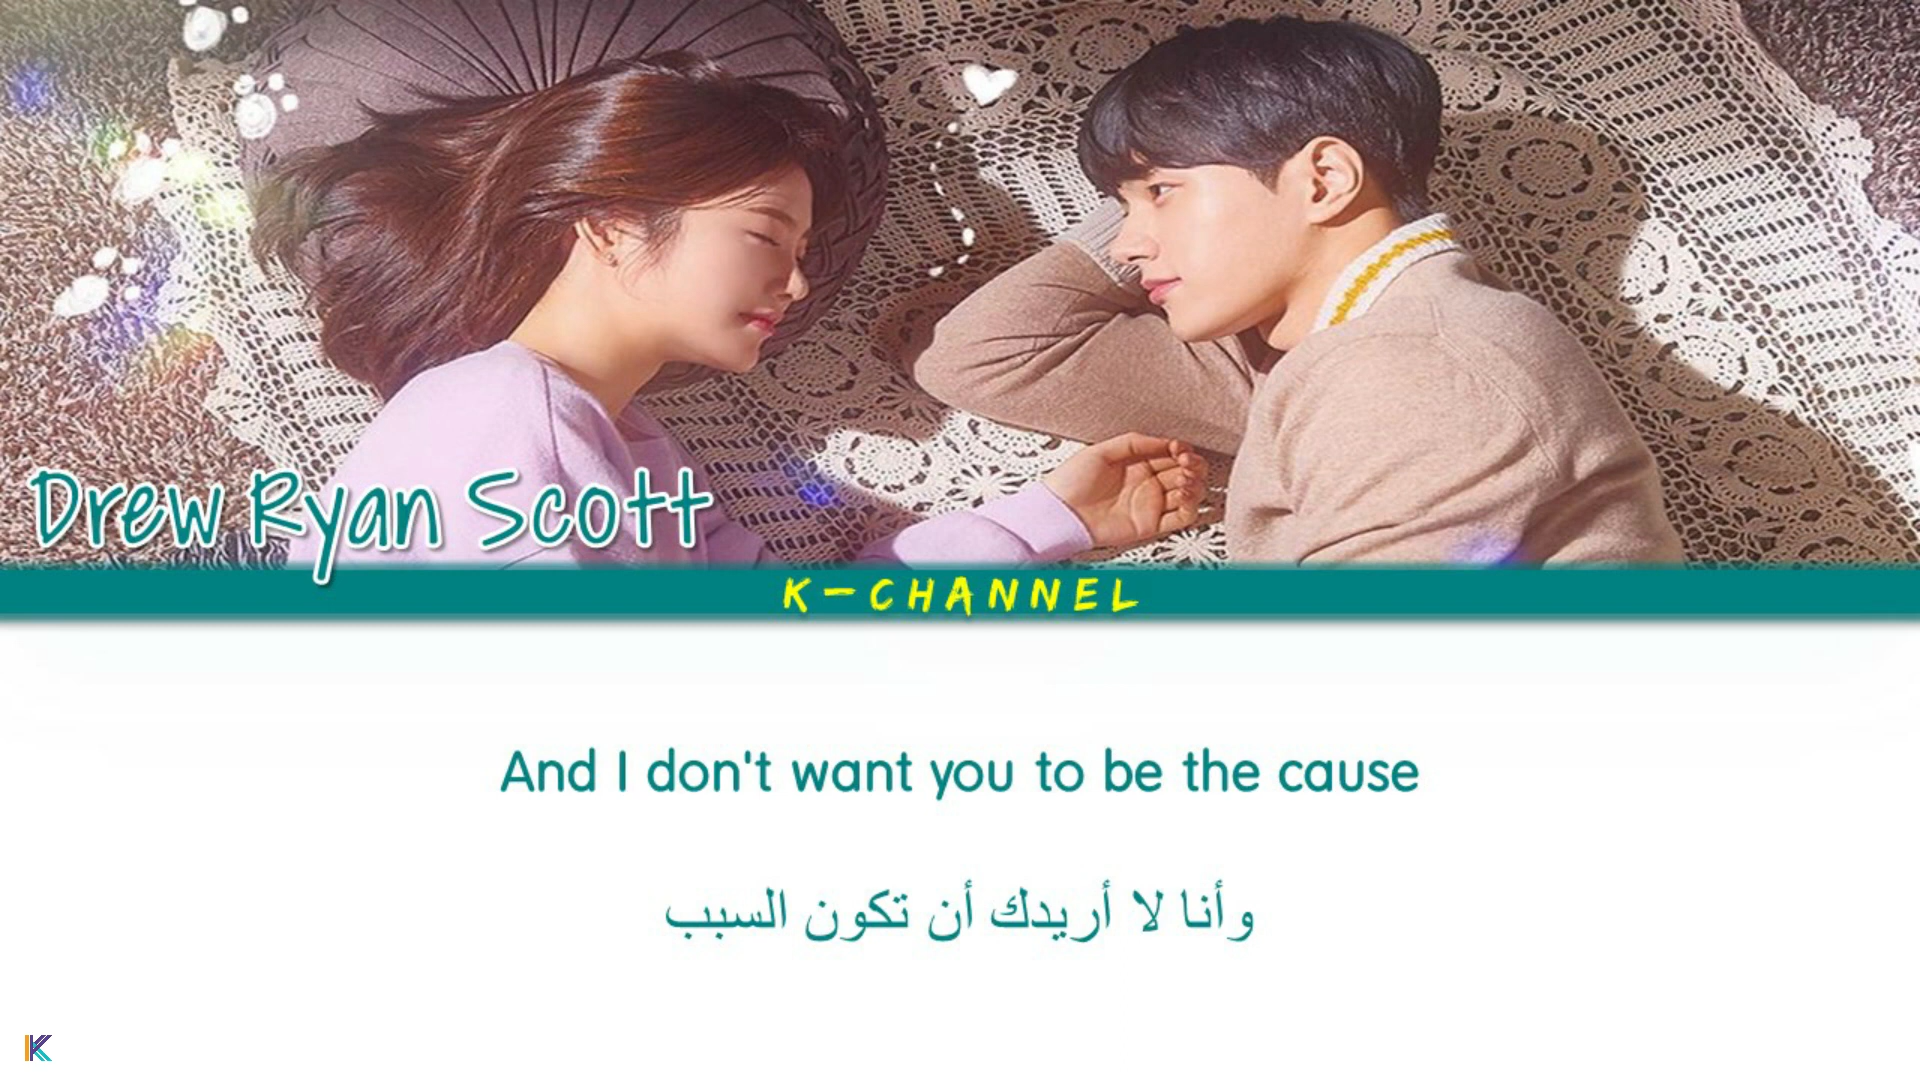 Drew Ryan Scott
K-CHANNEL
And I don't want you to be the cause
وأنا لا أريدك أن تكون السبب
K